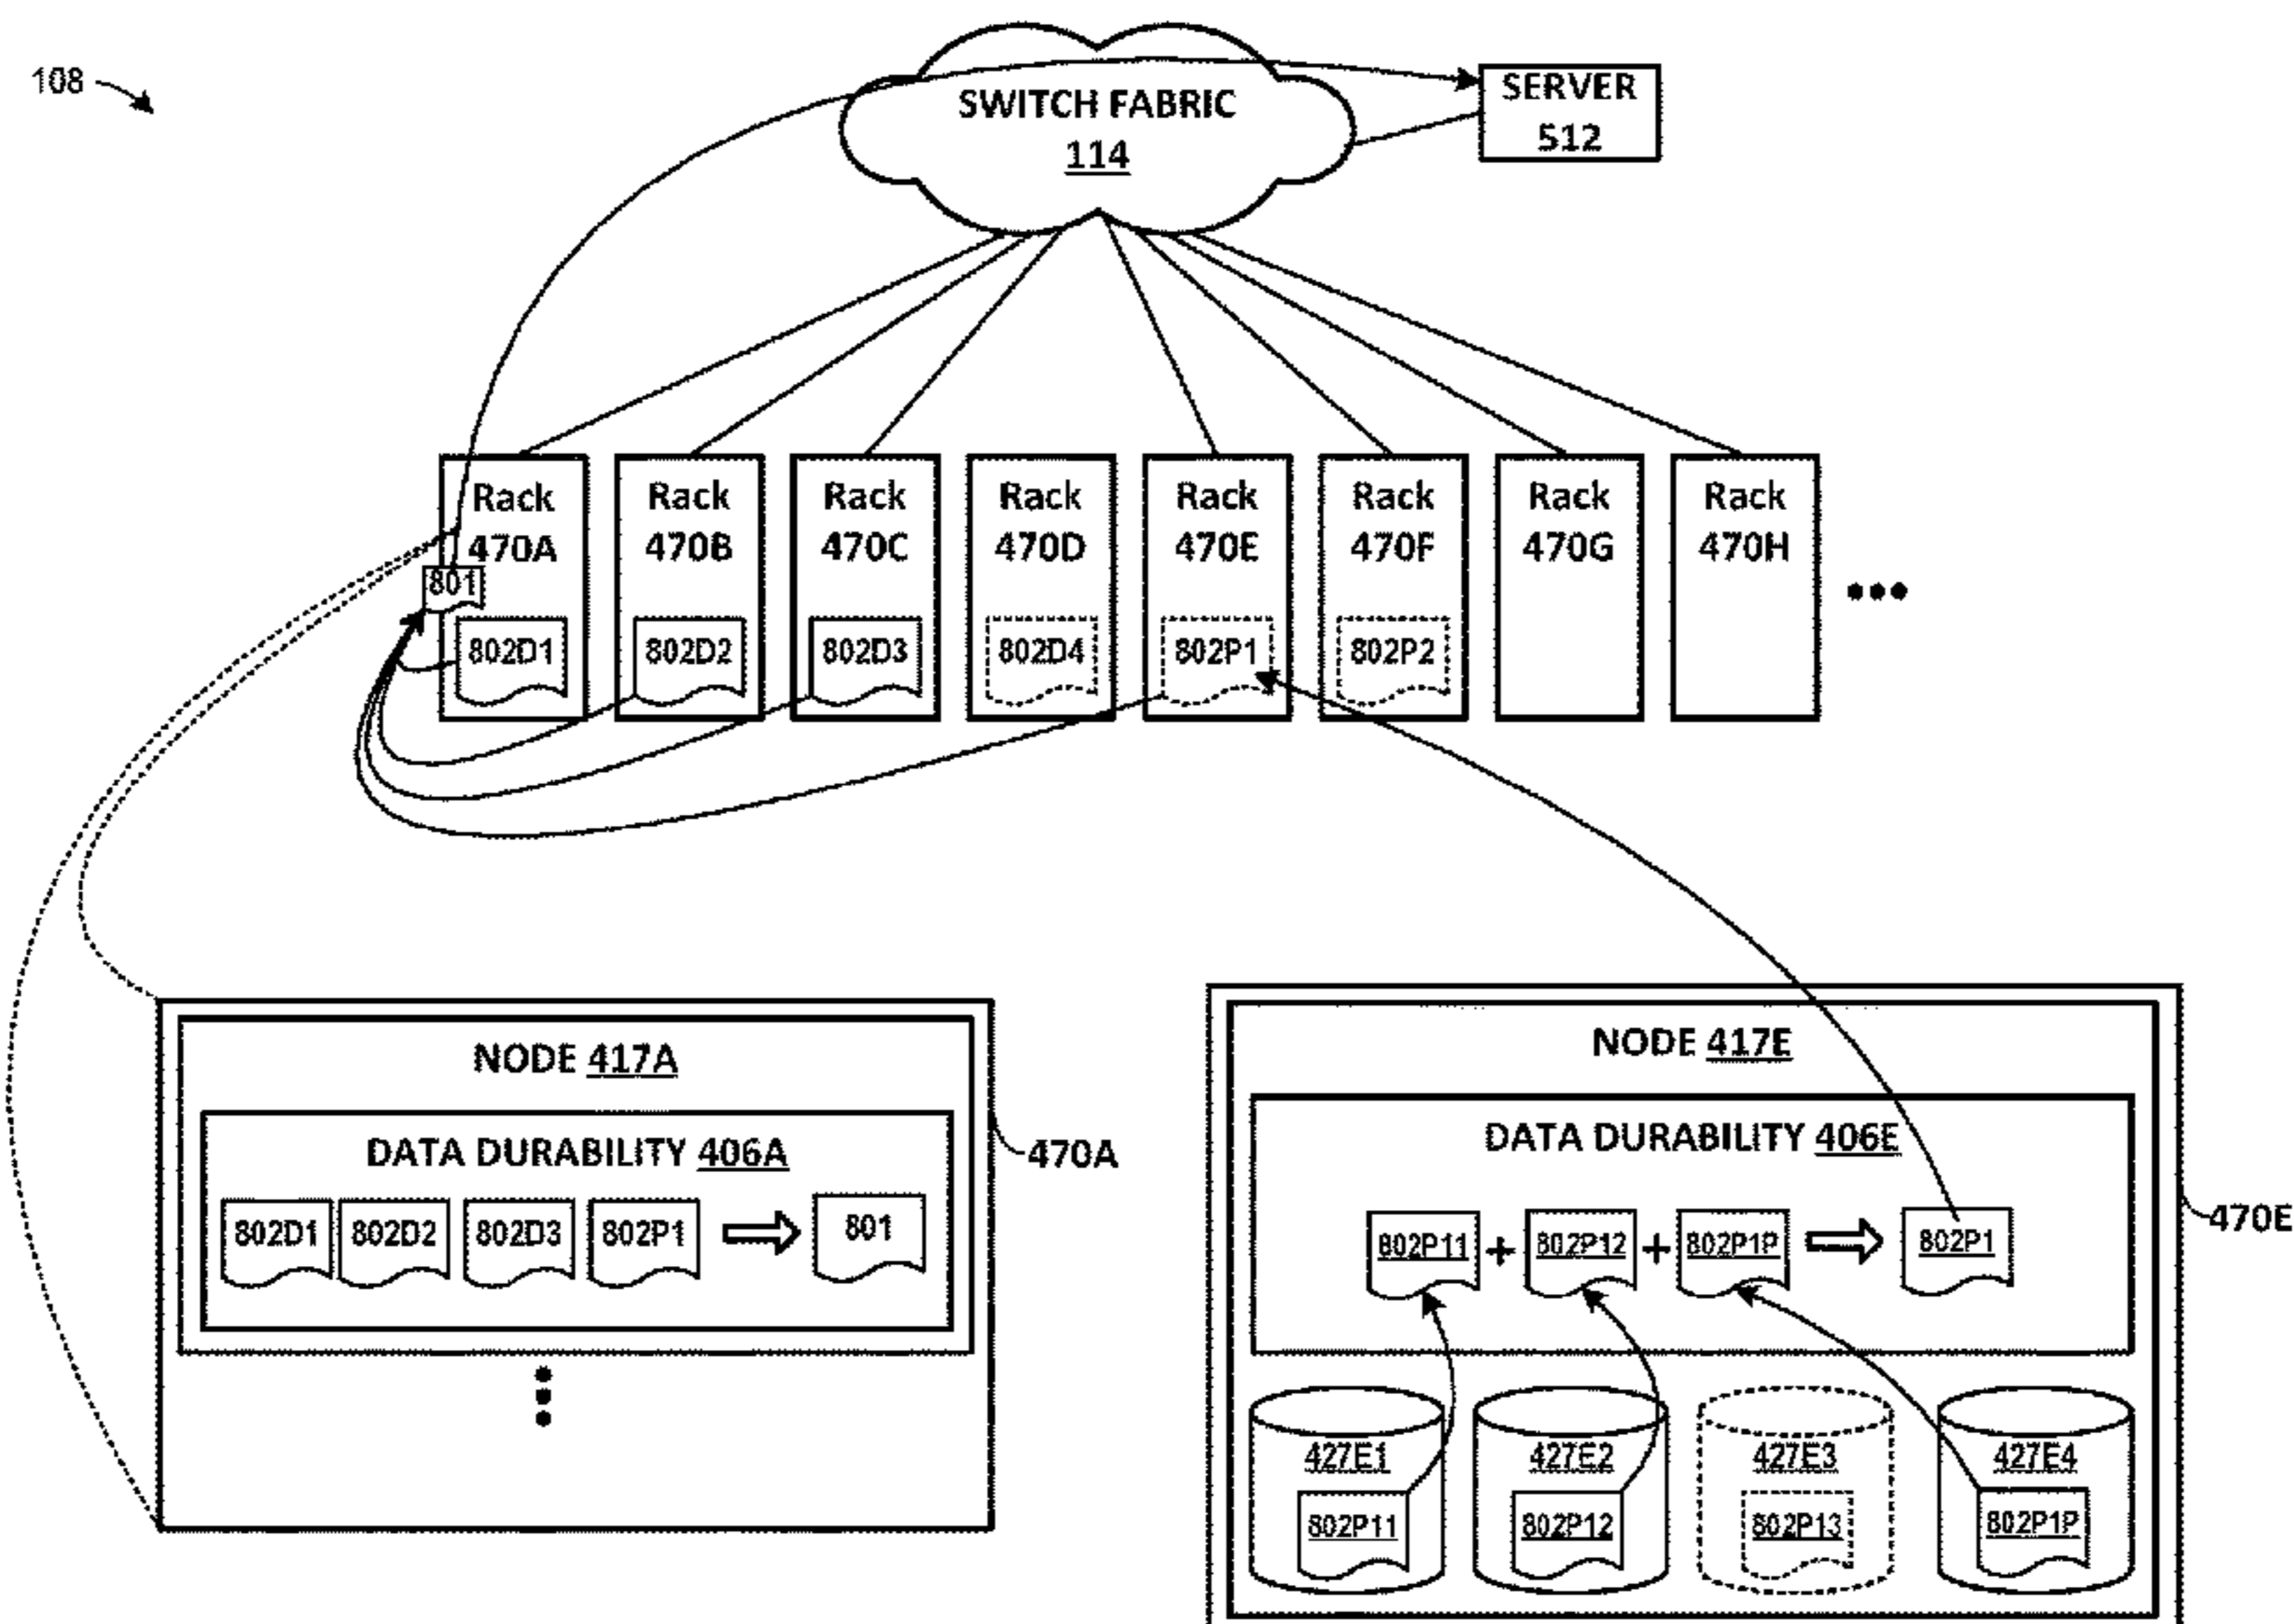 108
SWITCH FABRIC
114
SERVER
512
Rack
470A
Rack
470B
Rack
470C
Rack
470D
Rack
470E
Rack
470F
Rack
470G
Rack
470H
801
802D1
802D2
802D3
802D4
802P1
802P2
NODE 417A
DATA DURABILITY 406A
802D1
802D2
802D3
802P1
801
470A
NODE 417E
DATA DURABILITY 406E
802P11 + 802P12 + 802P1P
802P1
470E
427E1
802P11
427E2
802P12
427E3
802P13
427E4
802P1P